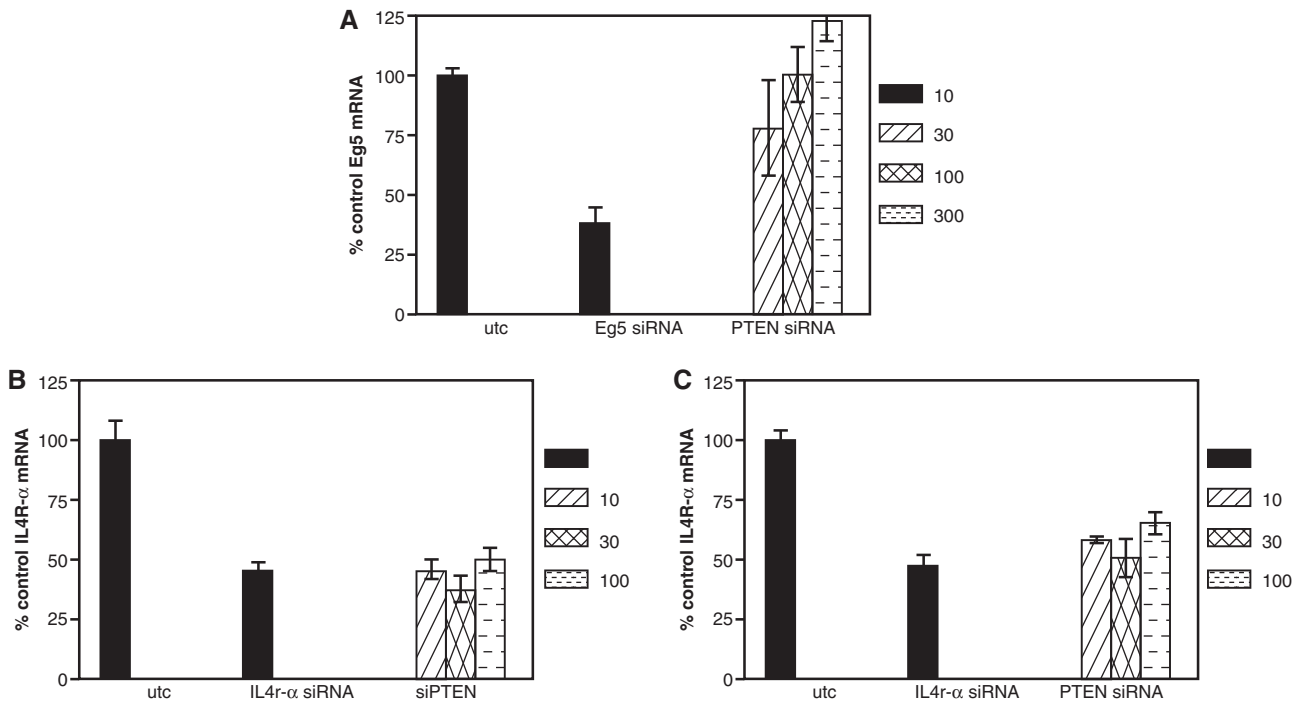 A
% control Eg5 mRNA
125
100
75
50
25
0
utc
Eg5 siRNA
PTEN siRNA
10
30
100
300
B
% control IL4R-α mRNA
125
100
75
50
25
0
utc
IL4r-α siRNA
siPTEN
10
30
100
C
% control IL4R-α mRNA
125
100
75
50
25
0
utc
IL4r-α siRNA
PTEN siRNA
10
30
100